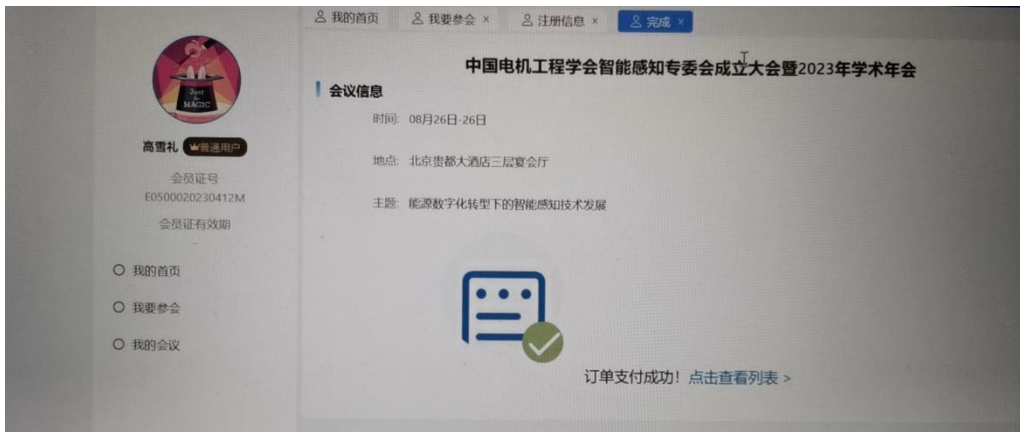 我的首页 我要参会 × 注册信息 × 完成 ×
Just
MAGIC
高雪礼 普通用户
会员证号
E0500020230412M
会员证有效期
-
我的首页
我要参会
我的会议
中国电机工程学会智能感知专委会成立大会暨2023年学术年会
会议信息
时间: 08月26日-26日
地点: 北京贵都大酒店三层宴会厅
主题: 能源数字化转型下的智能感知技术发展
订单支付成功! 点击查看列表 >